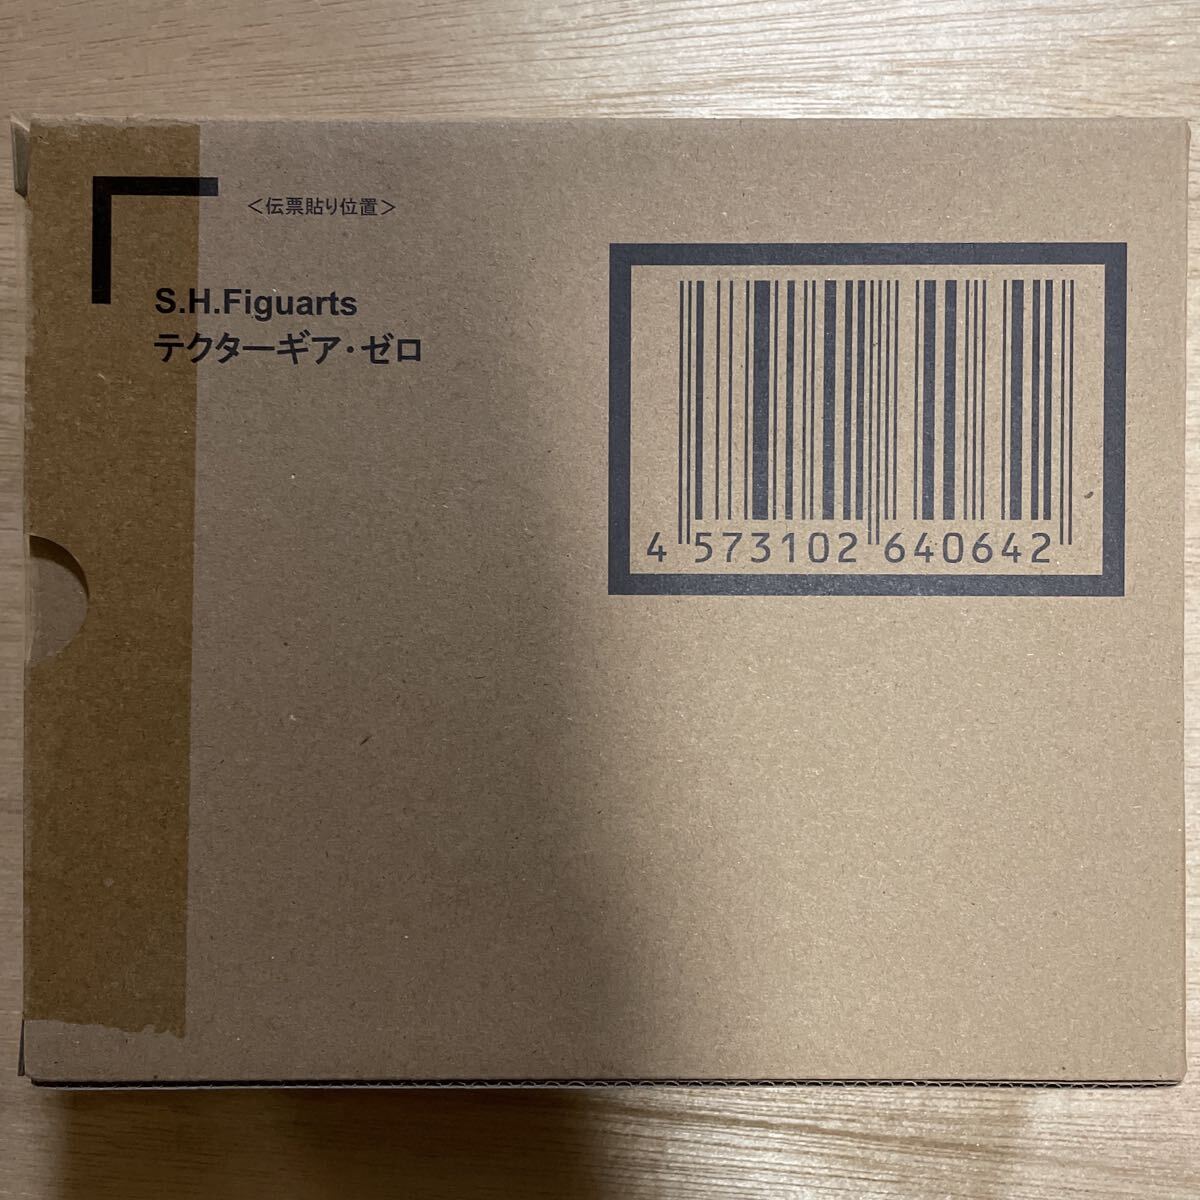 ＜伝票貼り位置＞
S.H.Figuarts
テクターギア・ゼロ
4 573102 640642